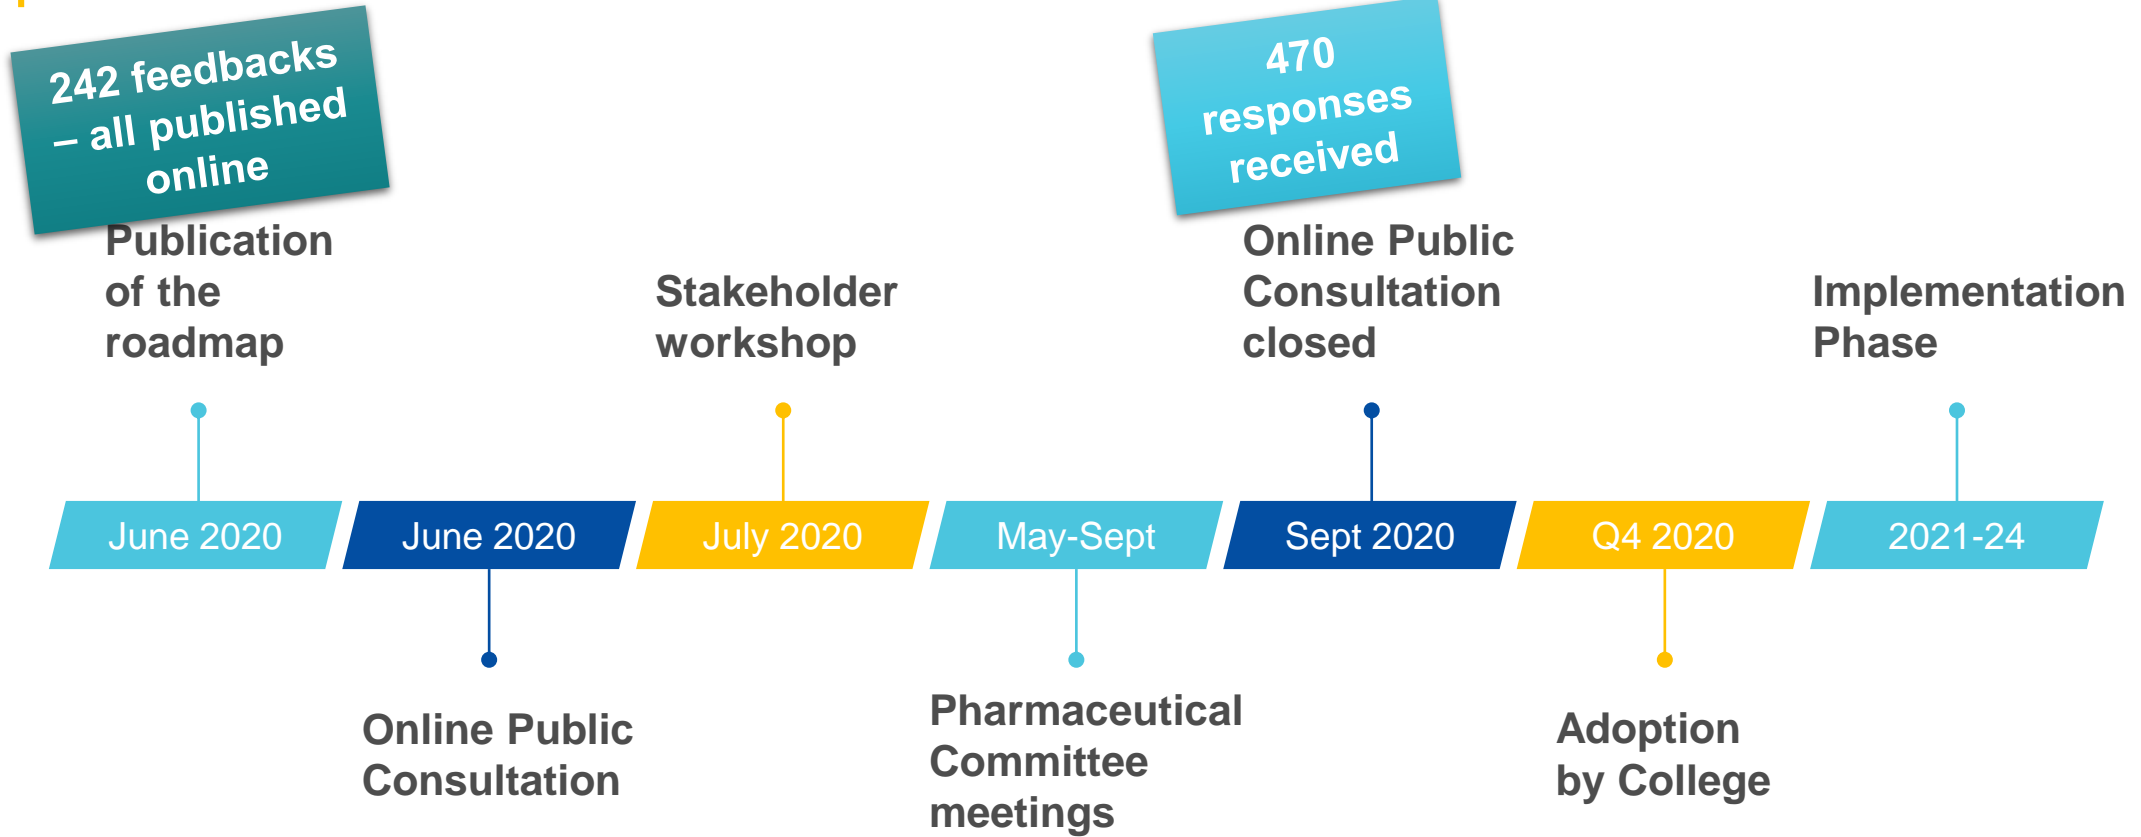 242 feedbacks
– all published
online
470
responses
received
Publication
of the
roadmap
Stakeholder
workshop
Online Public
Consultation
closed
Implementation
Phase
June 2020
June 2020
July 2020
May-Sept
Sept 2020
Q4 2020
2021-24
Online Public
Consultation
Pharmaceutical
Committee
meetings
Adoption
by College